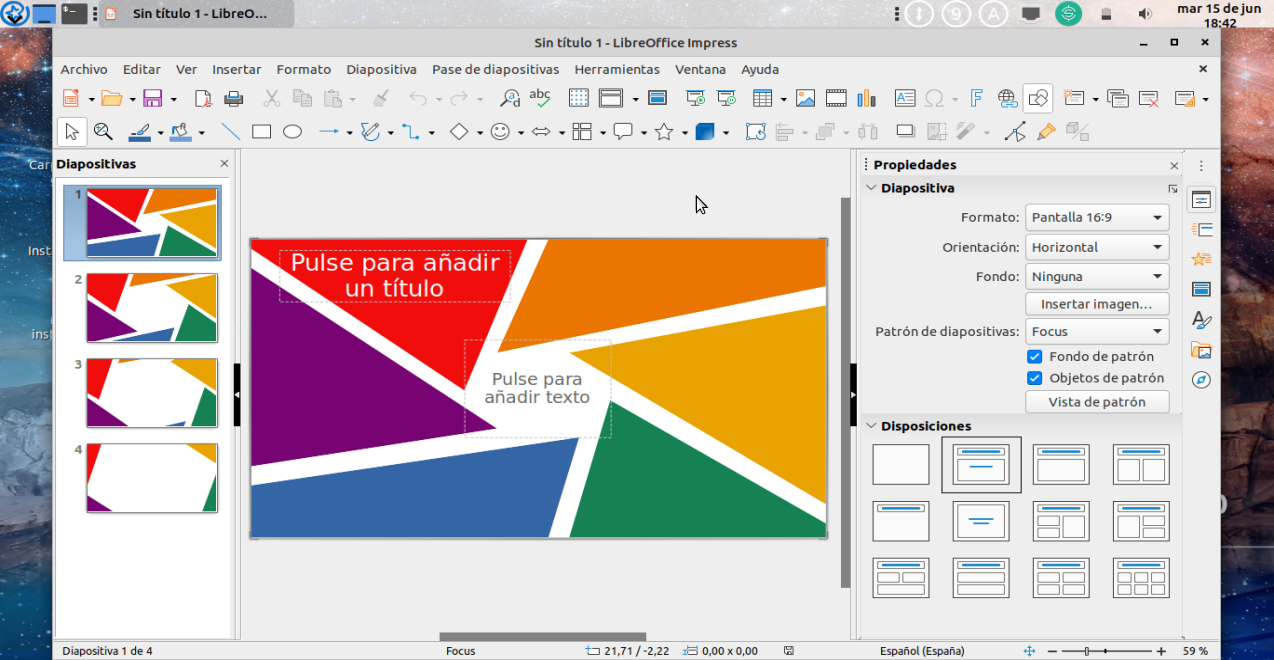 Sin título 1 - LibreO...
mar 15 de jun
18:42
Sin título 1 - LibreOffice Impress
Archivo Editar Ver Insertar Formato Diapositiva Pase de diapositivas Herramientas Ventana Ayuda
Diapositivas
1
2
3
4
Pulse para añadir
un título
Pulse para
añadir texto
Propiedades
Diapositiva
Formato: Pantalla 16:9
Orientación: Horizontal
Fondo: Ninguna
Insertar imagen...
Patrón de diapositivas: Focus
Fondo de patrón
Objetos de patrón
Vista de patrón
Disposiciones
Diapositiva 1 de 4 Focus 21,71 / -2,22 0,00 x 0,00 Español (España) 59 %